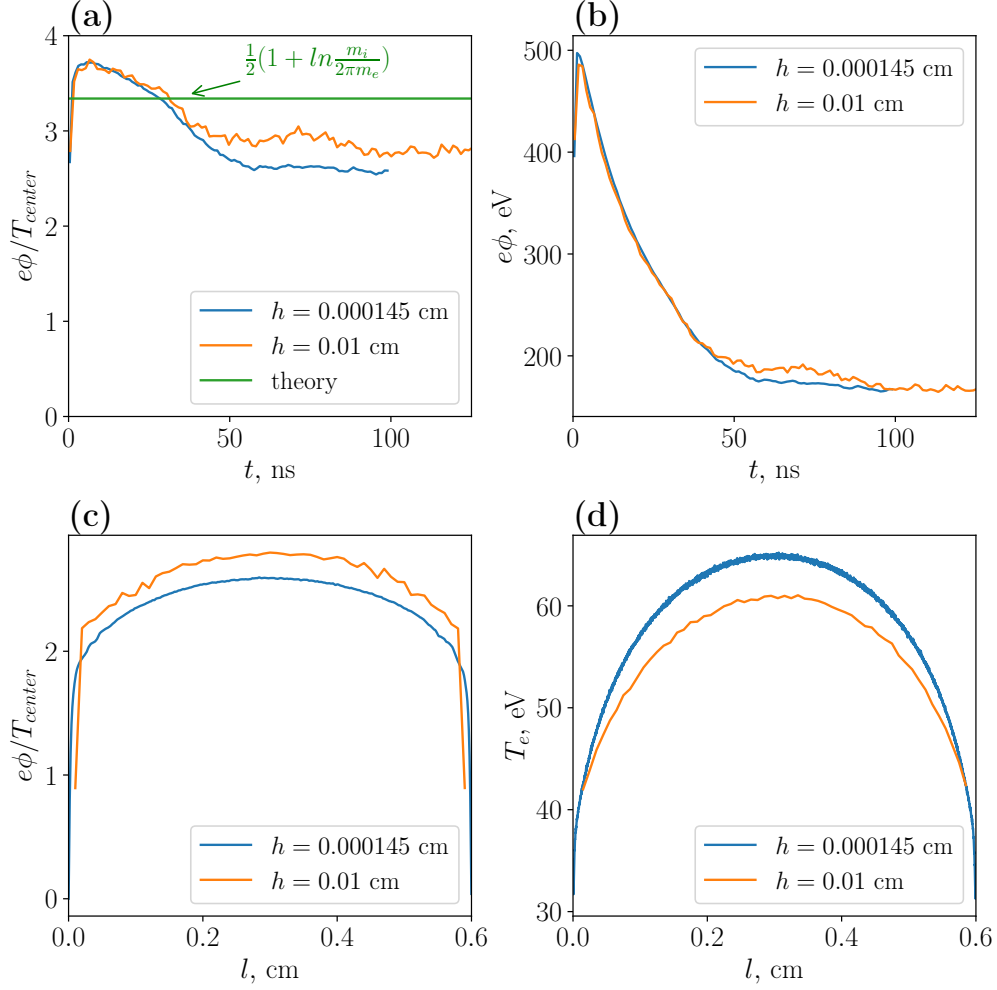 (a)
4
3
2
1
0
0
50
100
eϕ/T_center
t, ns
½(1 + ln m_i/2πm_e)
h = 0.000145 cm
h = 0.01 cm
theory
(b)
500
400
300
200
0
50
100
eϕ, eV
t, ns
h = 0.000145 cm
h = 0.01 cm
(c)
2
1
0
0.0
0.2
0.4
0.6
eϕ/T_center
l, cm
h = 0.000145 cm
h = 0.01 cm
(d)
60
50
40
30
0.0
0.2
0.4
0.6
T_e, eV
l, cm
h = 0.000145 cm
h = 0.01 cm